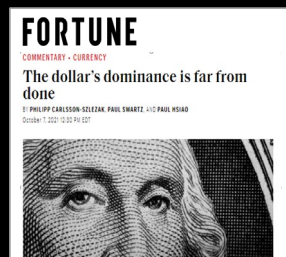 FORTUNE
COMMENTARY • CURRENCY
The dollar's dominance is far from
done
BY PHILIPP CARLSSON-SZLEZAK, PAUL SWARTZ, AND PAUL HSIAO
October 7, 2021 12:30 PM EDT